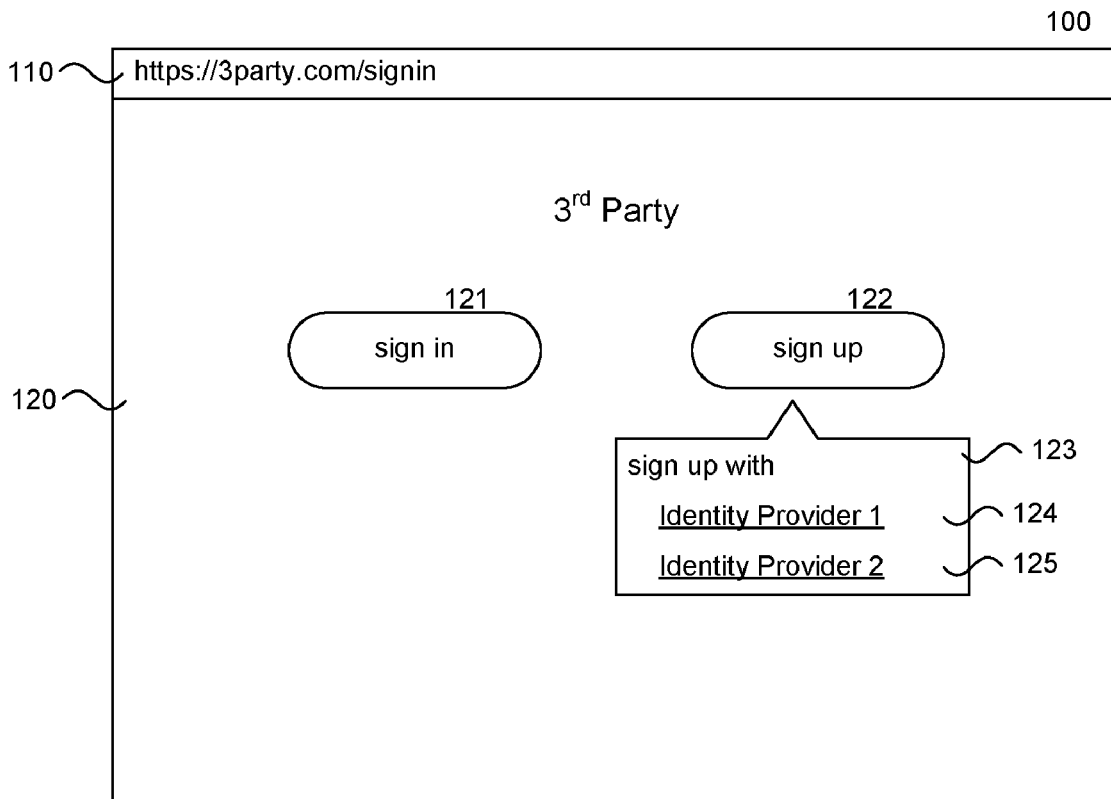 100
110 https://3party.com/signin
3rd Party
121 122
sign in sign up
120
sign up with 123
Identity Provider 1 124
Identity Provider 2 125